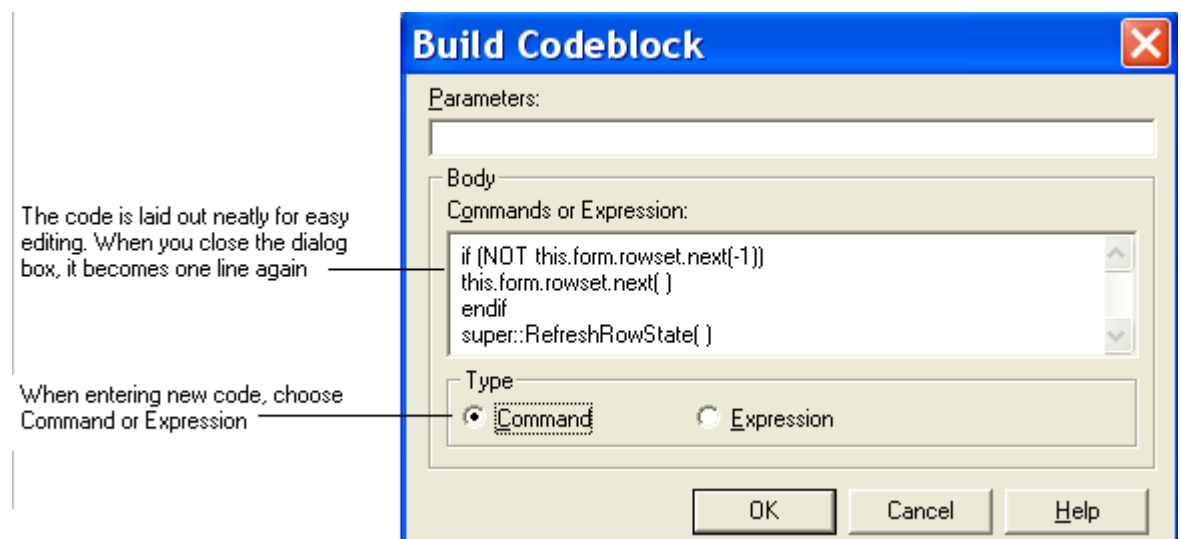 Build Codeblock
Parameters:
Body
Commands or Expression:
The code is laid out neatly for easy
editing. When you close the dialog
box, it becomes one line again
if (NOT this.form.rowset.next(-1))
this.form.rowset.next( )
endif
super::RefreshRowState( )
When entering new code, choose
Command or Expression
Type
Command
Expression
OK
Cancel
Help